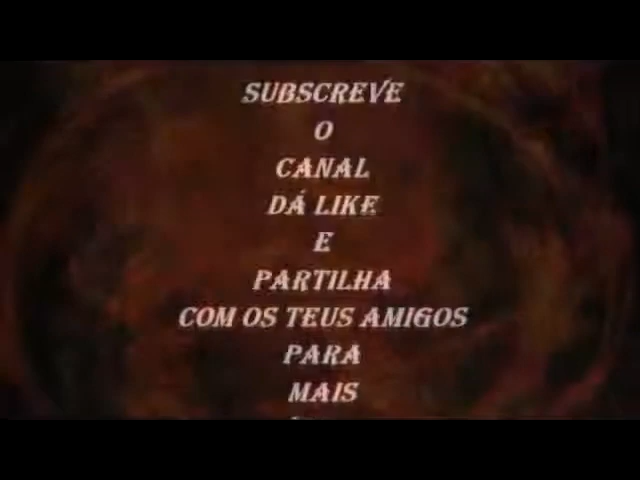 SUBSCREVE
O
CANAL
DÁ LIKE
E
PARTILHA
COM OS TEUS AMIGOS
PARA
MAIS